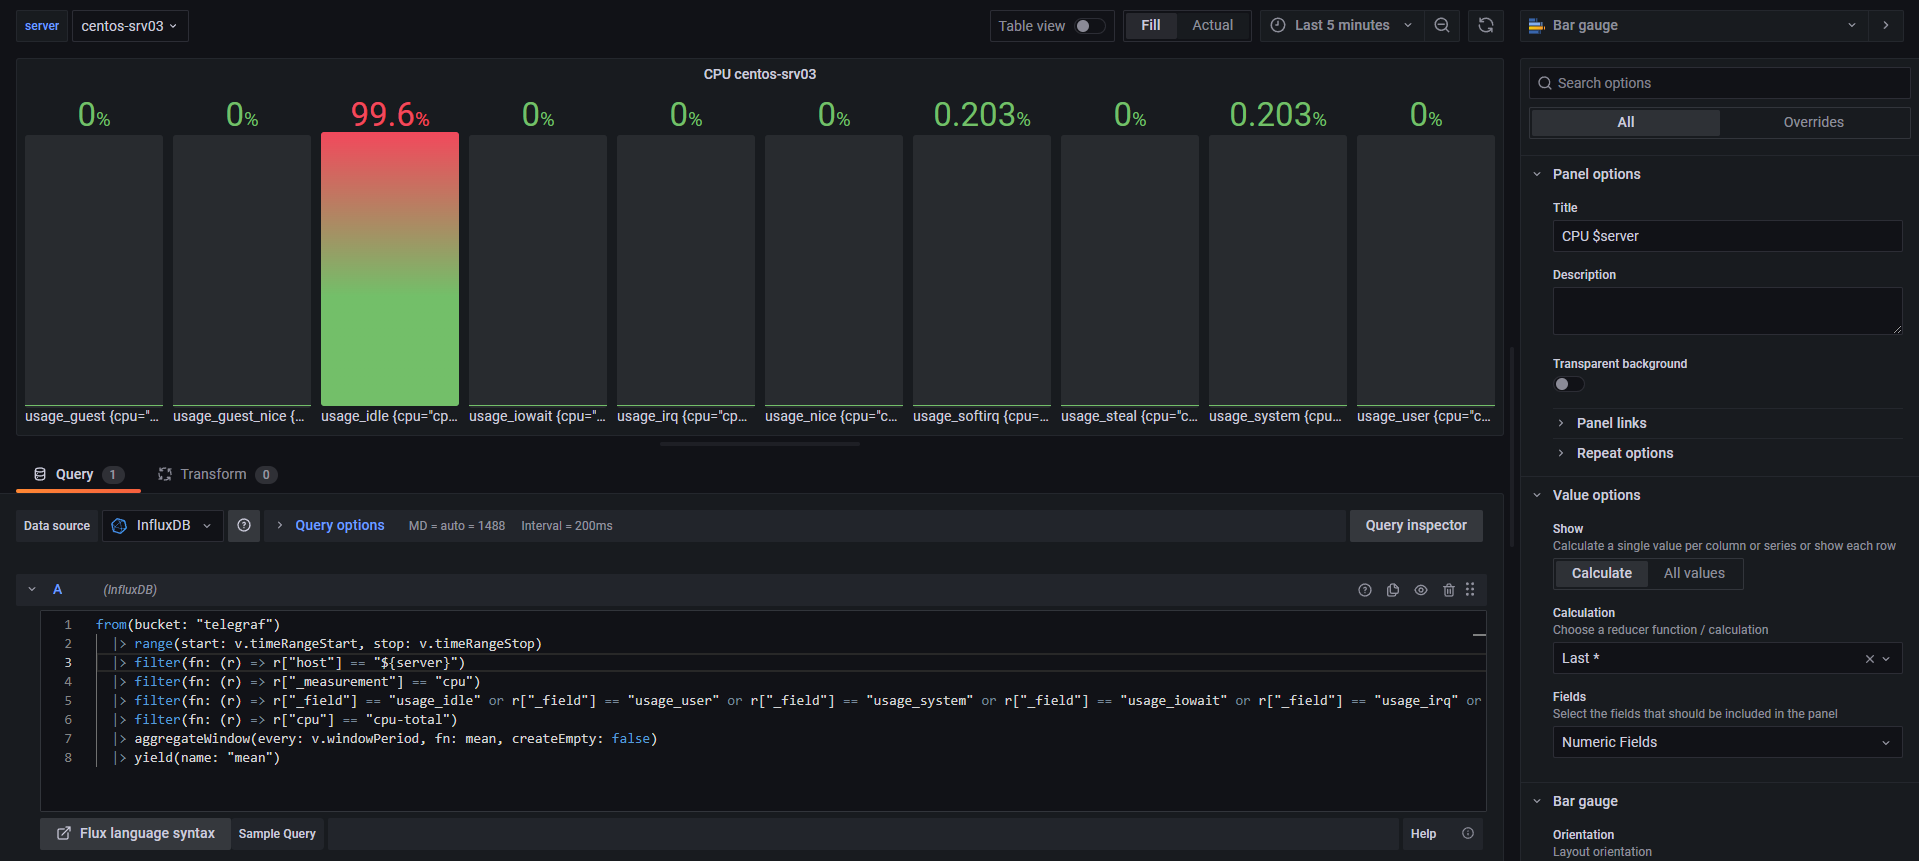 server centos-srv03 Table view Fill Actual Last 5 minutes
Bar gauge
CPU centos-srv03
0% 0% 99.6% 0% 0% 0% 0.203% 0% 0.203% 0%
usage_guest {cpu="... usage_guest_nice {... usage_idle {cpu="cp... usage_iowait {cpu="... usage_irq {cpu="cp... usage_nice {cpu="c... usage_softirq {cpu=... usage_steal {cpu="c... usage_system {cpu... usage_user {cpu="c...
Query 1 Transform 0
Data source InfluxDB Query options MD = auto = 1488 Interval = 200ms Query inspector
A (InfluxDB)
1 from(bucket: "telegraf")
2 |> range(start: v.timeRangeStart, stop: v.timeRangeStop)
3 |> filter(fn: (r) => r["host"] == "${server}")
4 |> filter(fn: (r) => r["_measurement"] == "cpu")
5 |> filter(fn: (r) => r["_field"] == "usage_idle" or r["_field"] == "usage_user" or r["_field"] == "usage_system" or r["_field"] == "usage_iowait" or r["_field"] == "usage_irq" or
6 |> filter(fn: (r) => r["cpu"] == "cpu-total")
7 |> aggregateWindow(every: v.windowPeriod, fn: mean, createEmpty: false)
8 |> yield(name: "mean")
Flux language syntax Sample Query Help
Search options
All Overrides
Panel options
Title
CPU $server
Description
Transparent background
Panel links
Repeat options
Value options
Show
Calculate a single value per column or series or show each row
Calculate All values
Calculation
Choose a reducer function / calculation
Last *
Fields
Select the fields that should be included in the panel
Numeric Fields
Bar gauge
Orientation
Layout orientation